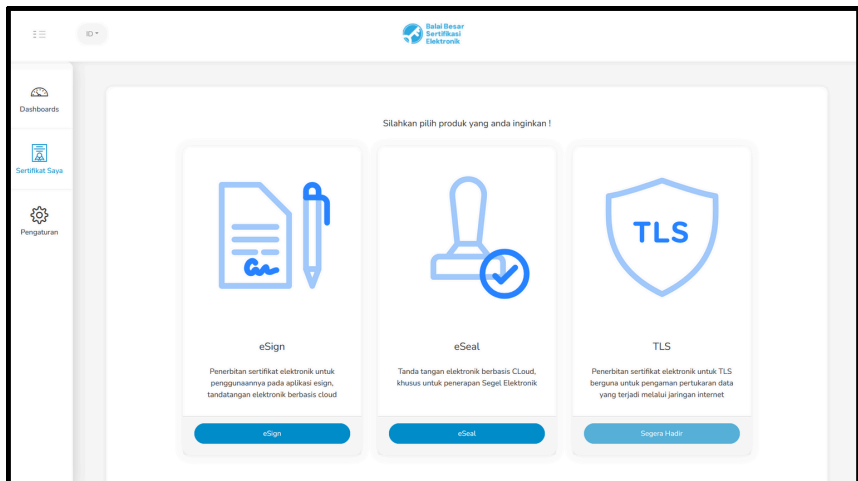 ID
Balai Besar
Sertifikasi
Elektronik
Dashboards
Sertifikat Saya
Pengaturan
Silahkan pilih produk yang anda inginkan !
TLS
eSign
Penerbitan sertifikat elektronik untuk
penggunaannya pada aplikasi esign,
tandatangan elektronik berbasis cloud
eSign
eSeal
Tanda tangan elektronik berbasis CLoud,
khusus untuk penerapan Segel Elektronik
eSeal
TLS
Penerbitan sertifikat elektronik untuk TLS
berguna untuk pengaman pertukaran data
yang terjadi melalui jaringan internet
Segera Hadir